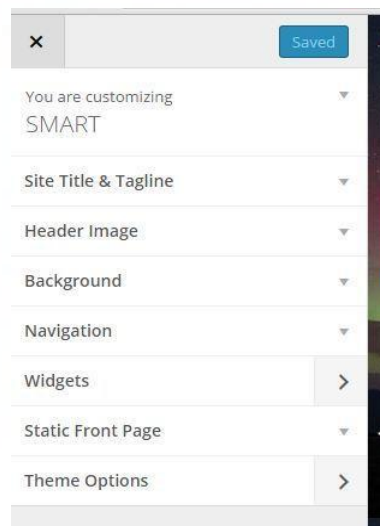 Saved
You are customizing
SMART
Site Title & Tagline
Header Image
Background
Navigation
Widgets
Static Front Page
Theme Options